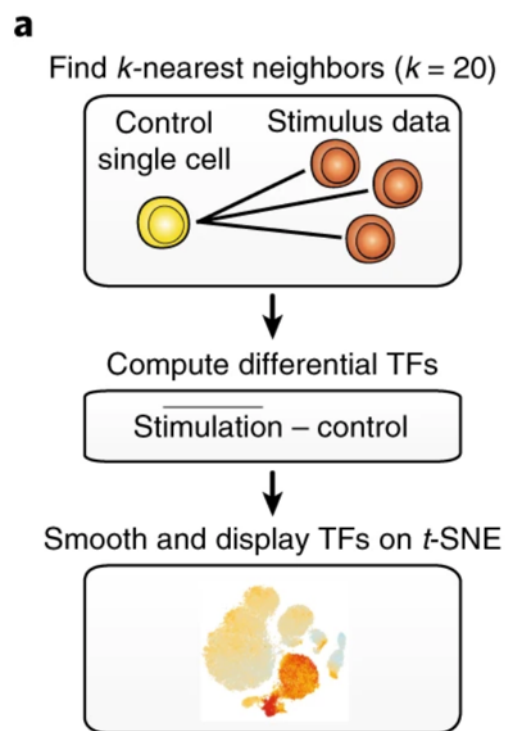 a
Find k-nearest neighbors (k = 20)
Control Stimulus data
single cell
Compute differential TFs
Stimulation – control
Smooth and display TFs on t-SNE